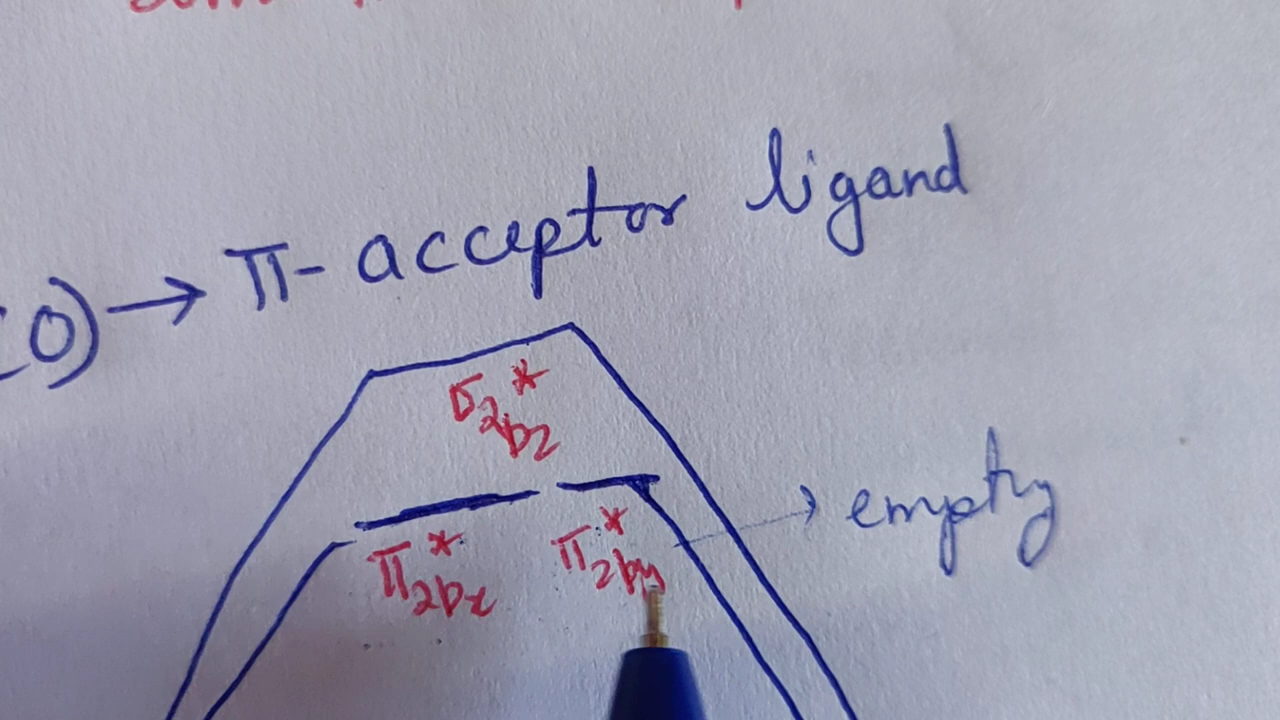 CO) → π- acceptor ligand
σ*2pz
π*2px π*2py → empty